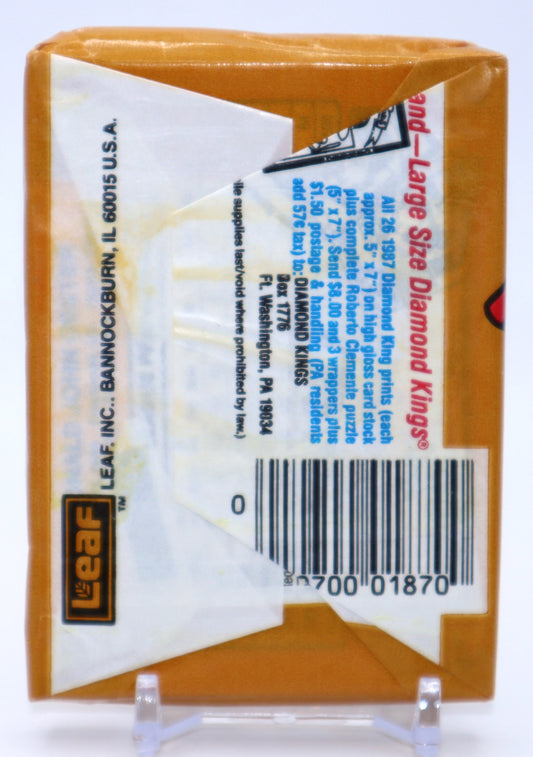 and—Large Size Diamond Kings®
All 26 1987 Diamond King prints (each
approx. 5" x 7") on high gloss card stock
plus complete Roberto Clemente puzzle
(5" x 7"). Send $8.00 and 3 wrappers plus
$1.50 postage & handling (PA residents
add 57¢ tax) to: DIAMOND KINGS
Box 1776
Ft. Washington, PA 19034
le supplies last/void where prohibited by law.)
LEAF, INC., BANNOCKBURN, IL 60015 U.S.A.
Leaf
TM
0
0700 01870